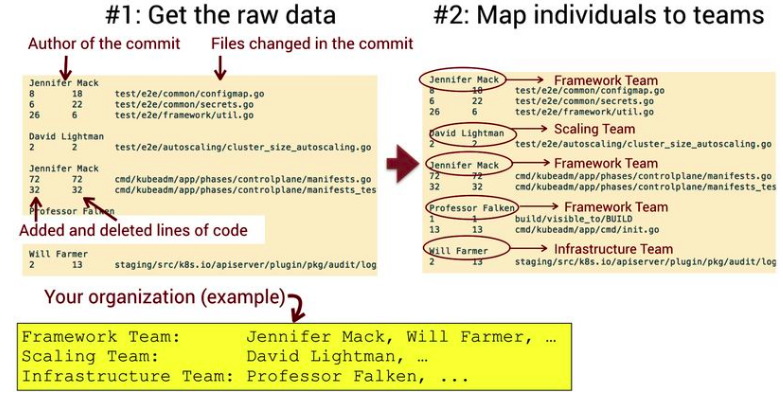 #1: Get the raw data
Author of the commit
Files changed in the commit
Jennifer Mack
8 18 test/e2e/common/configmap.go
6 22 test/e2e/common/secrets.go
26 6 test/e2e/framework/util.go
David Lightman
2 2 test/e2e/autoscaling/cluster_size_autoscaling.go
Jennifer Mack
72 72 cmd/kubeadm/app/phases/controlplane/manifests.go
32 32 cmd/kubeadm/app/phases/controlplane/manifests_tes
Professor Falken
Added and deleted lines of code
Will Farmer
2 13 staging/src/k8s.io/apiserver/plugin/pkg/audit/log
#2: Map individuals to teams
Jennifer Mack Framework Team
8 18 test/e2e/common/configmap.go
6 22 test/e2e/common/secrets.go
26 6 test/e2e/framework/util.go
David Lightman Scaling Team
2 2 test/e2e/autoscaling/cluster_size_autoscaling.go
Jennifer Mack Framework Team
72 72 cmd/kubeadm/app/phases/controlplane/manifests.go
32 32 cmd/kubeadm/app/phases/controlplane/manifests_tes
Professor Falken Framework Team
1 1 build/visible_to/BUILD
13 13 cmd/kubeadm/app/cmd/init.go
Will Farmer Infrastructure Team
2 13 staging/src/k8s.io/apiserver/plugin/pkg/audit/log
Your organization (example)
Framework Team: Jennifer Mack, Will Farmer, …
Scaling Team: David Lightman, …
Infrastructure Team: Professor Falken, ...